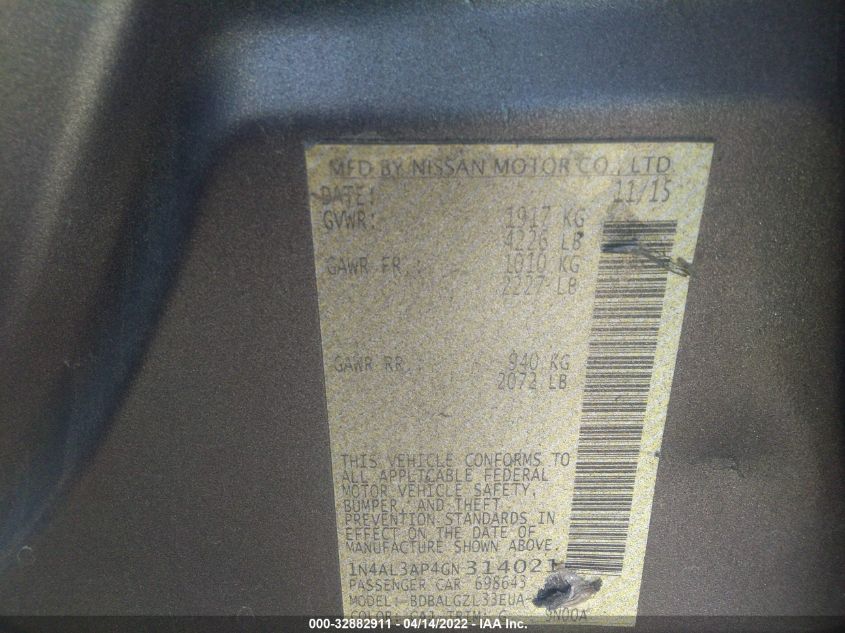 MFD BY NISSAN MOTOR CO., LTD.
DATE: 11/15
GVWR: 1917 KG
4226 LB
GAWR FR.: 1010 KG
2227 LB
GAWR RR.: 940 KG
2072 LB
THIS VEHICLE CONFORMS TO
ALL APPLICABLE FEDERAL
MOTOR VEHICLE SAFETY,
BUMPER, AND THEFT
PREVENTION STANDARDS IN
EFFECT ON THE DATE OF
MANUFACTURE SHOWN ABOVE.
1N4AL3AP4GN314021
PASSENGER CAR 698643
MODEL: BDBALGZL33EUA-
COLOR: CA1 TRIM:
000-32882911 - 04/14/2022 - IAA Inc.